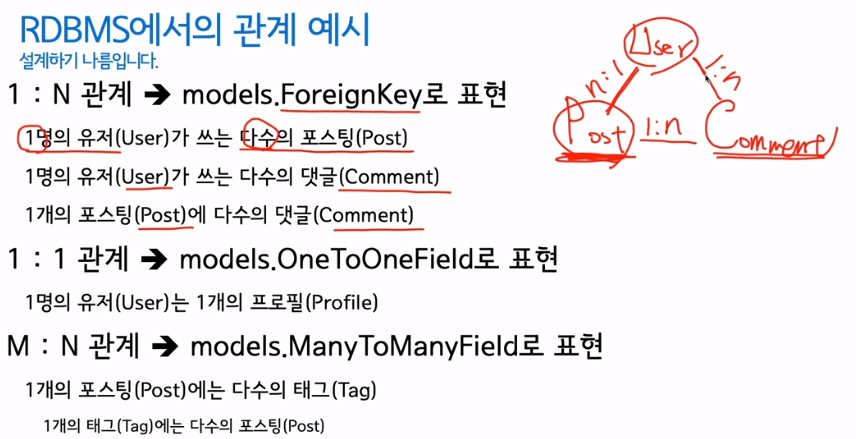 RDBMS에서의 관계 예시
설계하기 나름입니다.
1 : N 관계 ➔ models.ForeignKey로 표현
1명의 유저(User)가 쓰는 다수의 포스팅(Post)
1명의 유저(User)가 쓰는 다수의 댓글(Comment)
1개의 포스팅(Post)에 다수의 댓글(Comment)
1 : 1 관계 ➔ models.OneToOneField로 표현
1명의 유저(User)는 1개의 프로필(Profile)
M : N 관계 ➔ models.ManyToManyField로 표현
1개의 포스팅(Post)에는 다수의 태그(Tag)
1개의 태그(Tag)에는 다수의 포스팅(Post)
User
n:1
1:n
Post
1:n
Comment